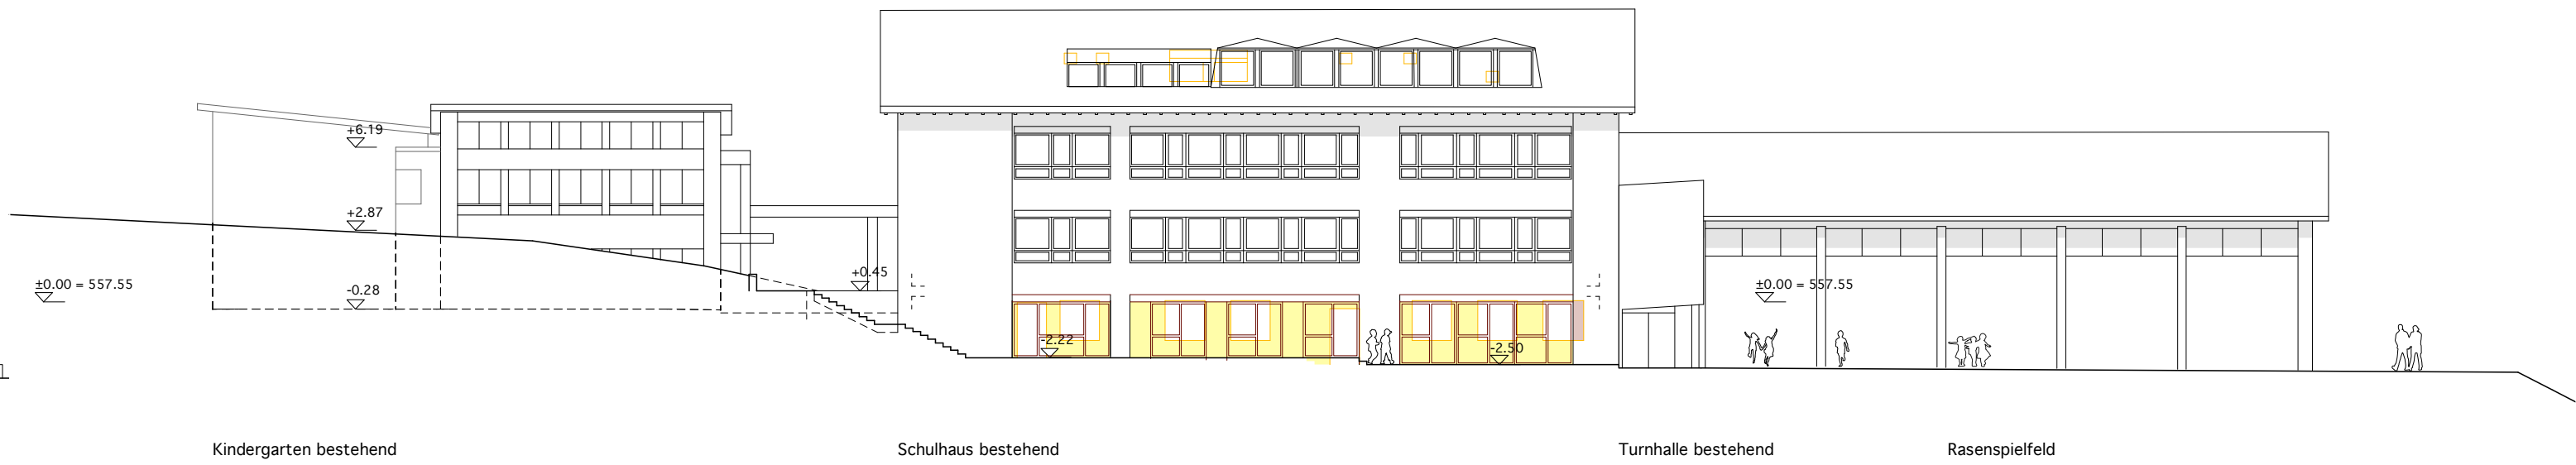 +6.19
+2.87
±0.00 = 557.55
-0.28
+0.45
±0.00 = 557.55
-2.22
-2.50
Kindergarten bestehend
Schulhaus bestehend
Turnhalle bestehend
Rasenspielfeld